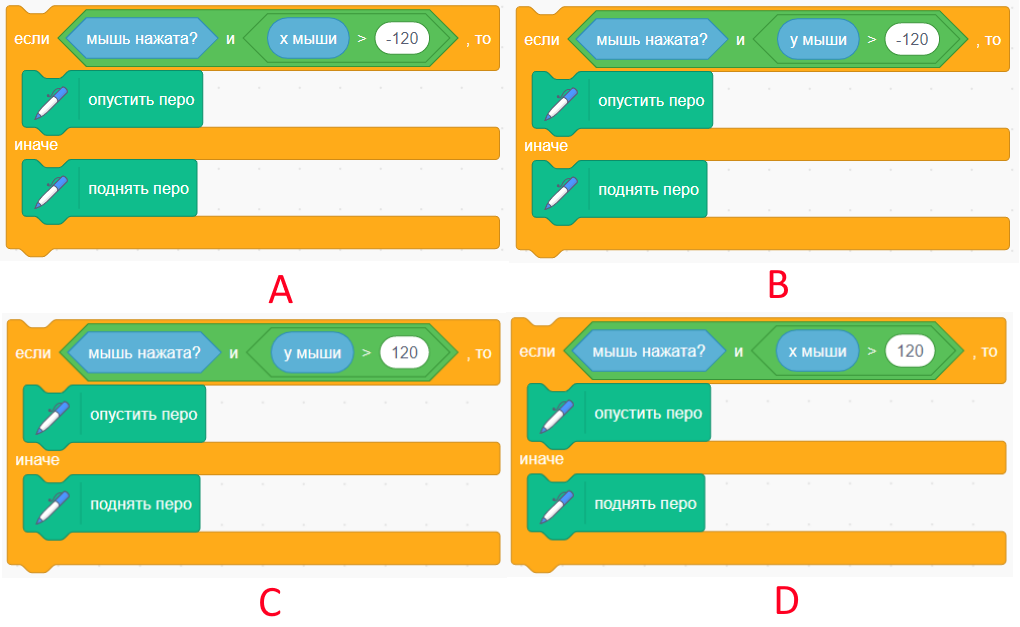 если мышь нажата? и х мыши > -120 , то
опустить перо
иначе
поднять перо
A
если мышь нажата? и у мыши > -120 , то
опустить перо
иначе
поднять перо
B
если мышь нажата? и у мыши > 120 , то
опустить перо
иначе
поднять перо
C
если мышь нажата? и х мыши > 120 , то
опустить перо
иначе
поднять перо
D